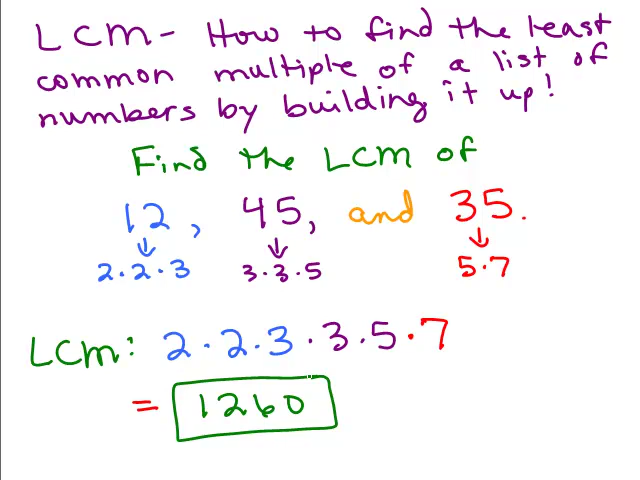 LCM - How to find the least
common multiple of a list of
numbers by building it up!
Find the LCM of
12, 45, and 35.
2·2·3 3·3·5 5·7
LCM: 2·2·3·3·5·7
= 1260